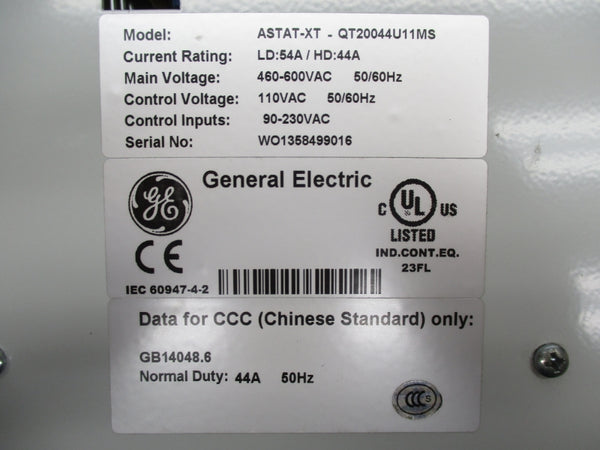 Model: ASTAT-XT - QT20044U11MS
Current Rating: LD:54A / HD:44A
Main Voltage: 460-600VAC 50/60Hz
Control Voltage: 110VAC 50/60Hz
Control Inputs: 90-230VAC
Serial No: WO1358499016
GE
General Electric
C UL US
LISTED
IND.CONT.EQ.
23FL
CE
IEC 60947-4-2
Data for CCC (Chinese Standard) only:
GB14048.6
Normal Duty: 44A 50Hz
CCC S